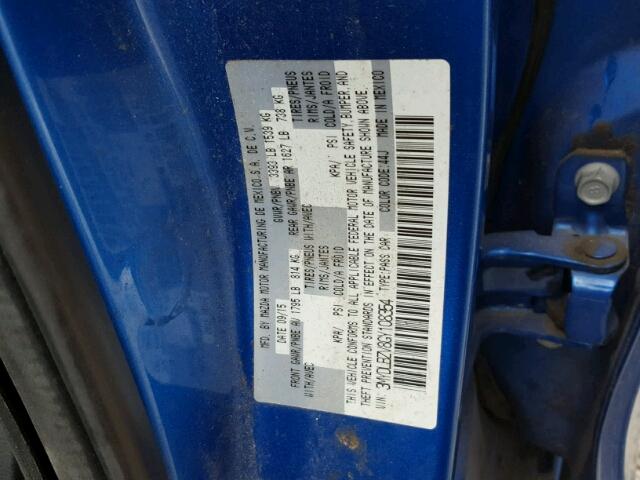 MFD. BY MAZDA MOTOR MANUFACTURING DE MEXICO.S.A. DE C.V.
DATE 09/15 GVWR/PNBV 3393 LB 1539 KG
FRONT GAWR/PNBE AV 1795 LB 814 KG REAR GAWR/PNBE AR 1627 LB 738 KG
WITH/AVEC TIRES/PNEUS WITH/AVEC TIRES/PNEUS
RIMS/JANTES RIMS/JANTES
KPA/ PSI COLD/A FROID KPA/ PSI COLD/A FROID
THIS VEHICLE CONFORMS TO ALL APPLICABLE FEDERAL MOTOR VEHICLE SAFETY,BUMPER,AND
THEFT PREVENTION STANDARDS IN EFFECT ON THE DATE OF MANUFACTURE SHOWN ABOVE.
VIN: TYPE:PASS CAR COLOR CODE:44J MADE IN MEXICO